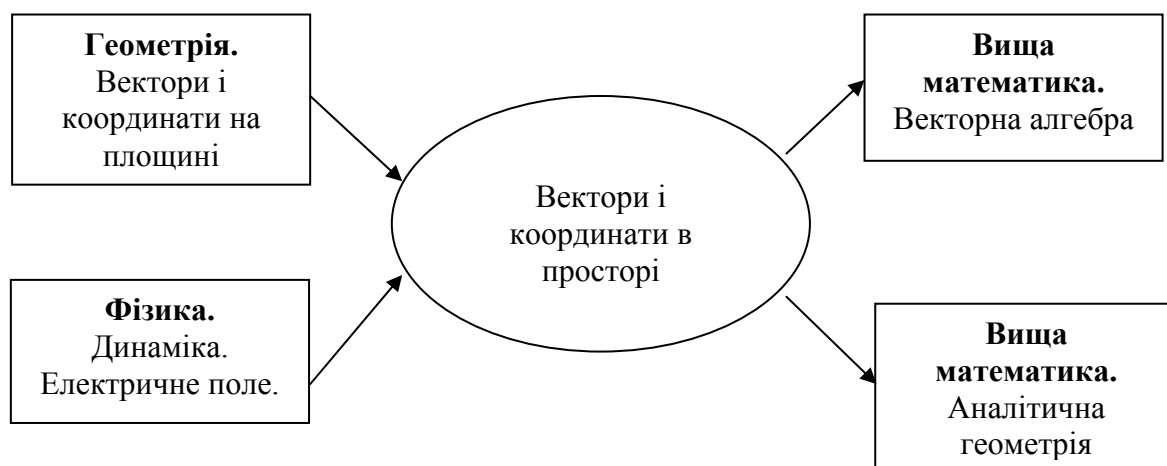 Геометрія.
Вектори і
координати на
площині
Фізика.
Динаміка.
Електричне поле.
Вектори і
координати в
просторі
Вища
математика.
Векторна алгебра
Вища
математика.
Аналітична
геометрія